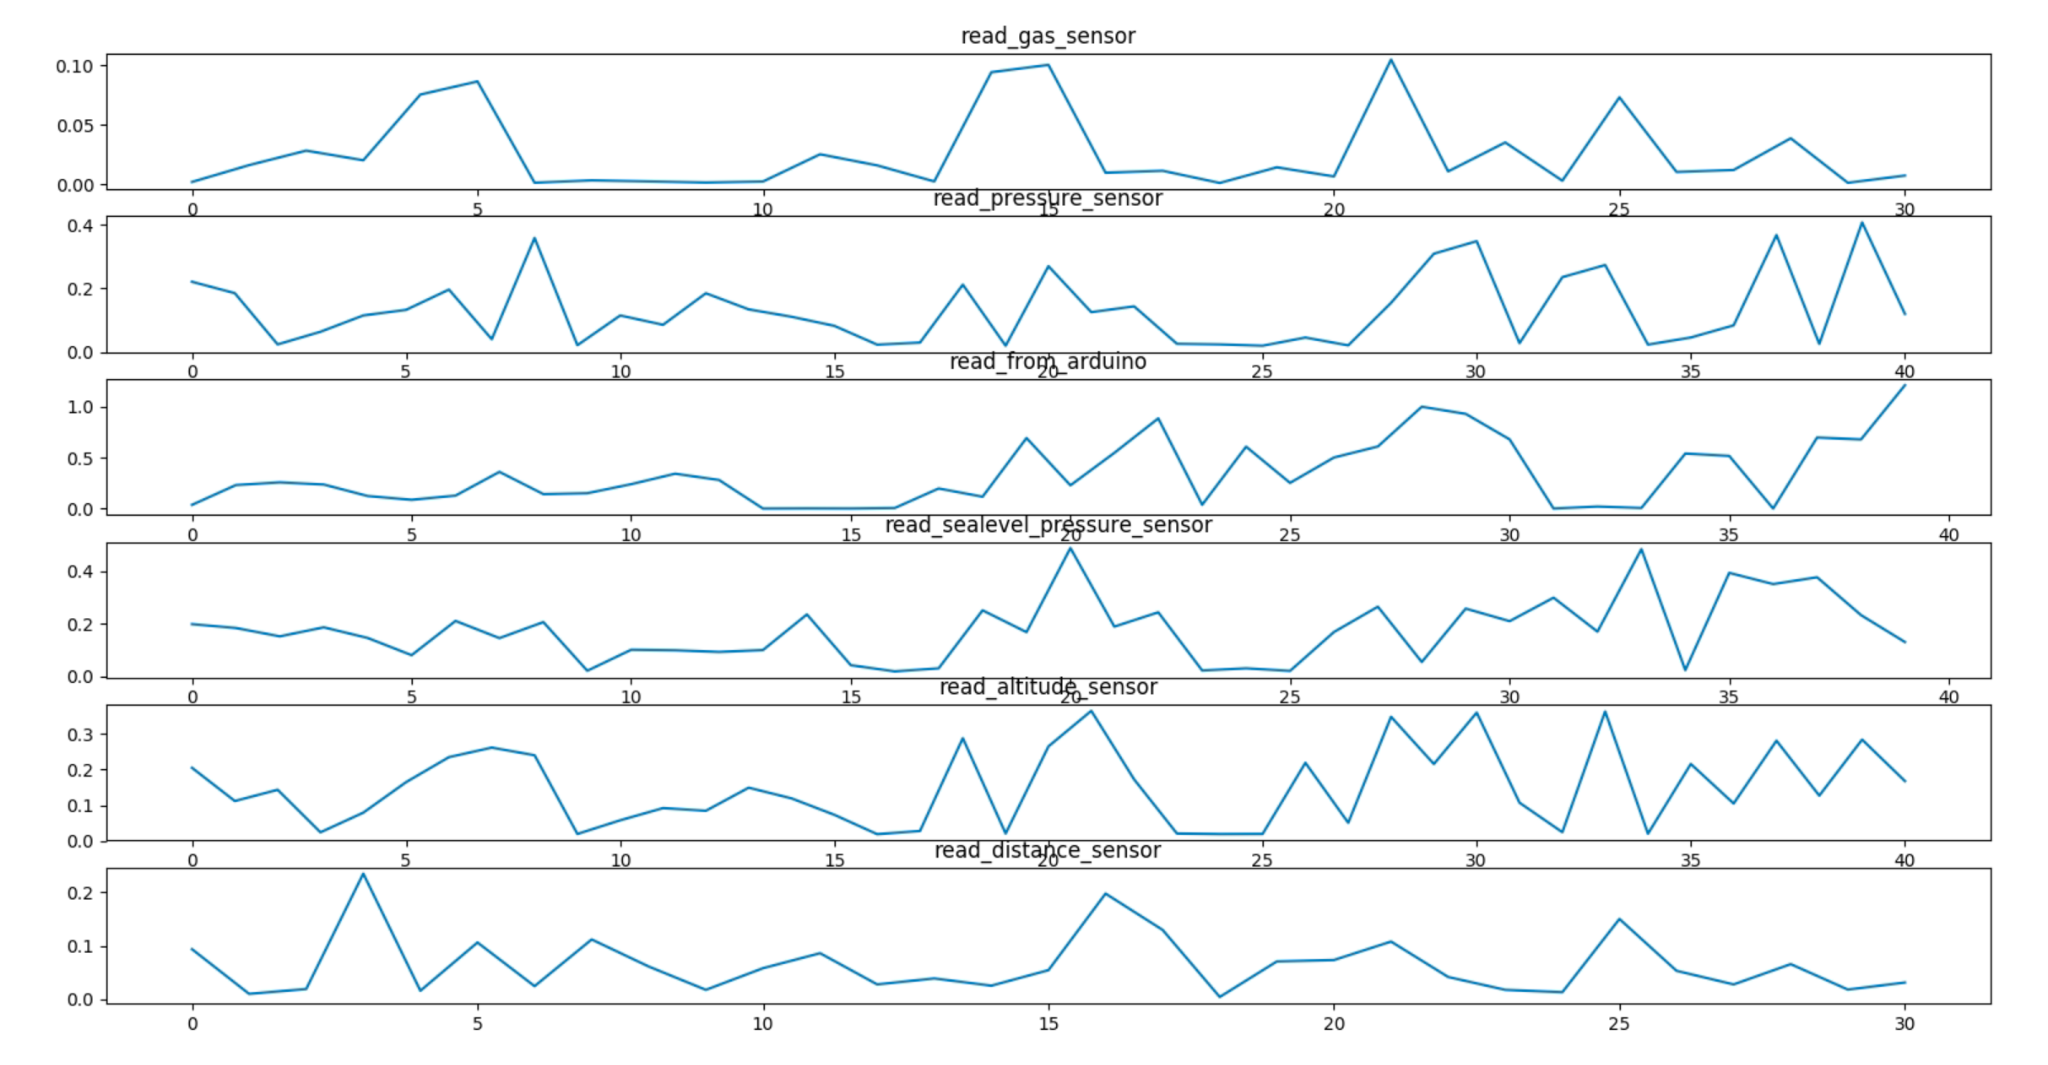 read_gas_sensor
0.10
0.05
0.00
0 5 10 15 20 25 30
read_pressure_sensor
0.4
0.2
0.0
0 5 10 15 20 25 30 35 40
read_from_arduino
1.0
0.5
0.0
0 5 10 15 20 25 30 35 40
read_sealevel_pressure_sensor
0.4
0.2
0.0
0 5 10 15 20 25 30 35 40
read_altitude_sensor
0.3
0.2
0.1
0.0
0 5 10 15 20 25 30 35 40
read_distance_sensor
0.2
0.1
0.0
0 5 10 15 20 25 30